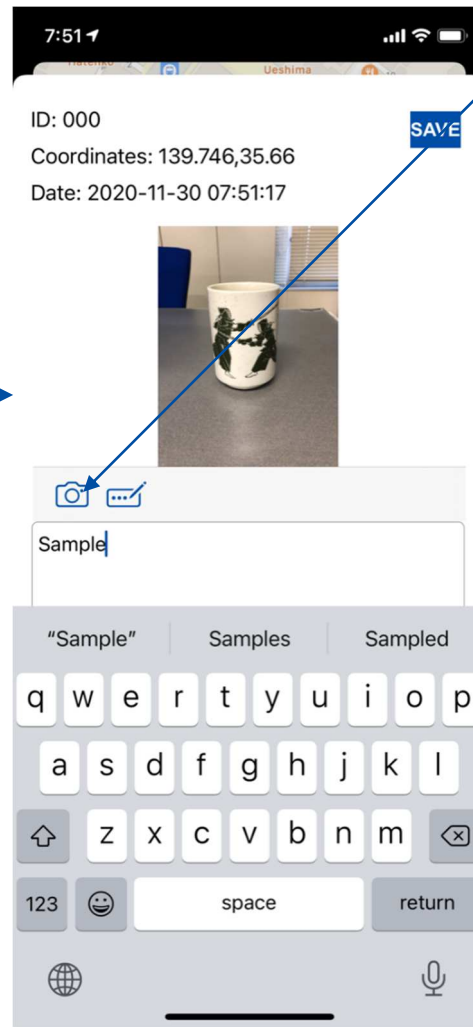 7:51
Ueshima
ID: 000
SAVE
Coordinates: 139.746,35.66
Date: 2020-11-30 07:51:17
Sample
“Sample” Samples Sampled
q w e r t y u i o p
a s d f g h j k l
z x c v b n m
123 space return